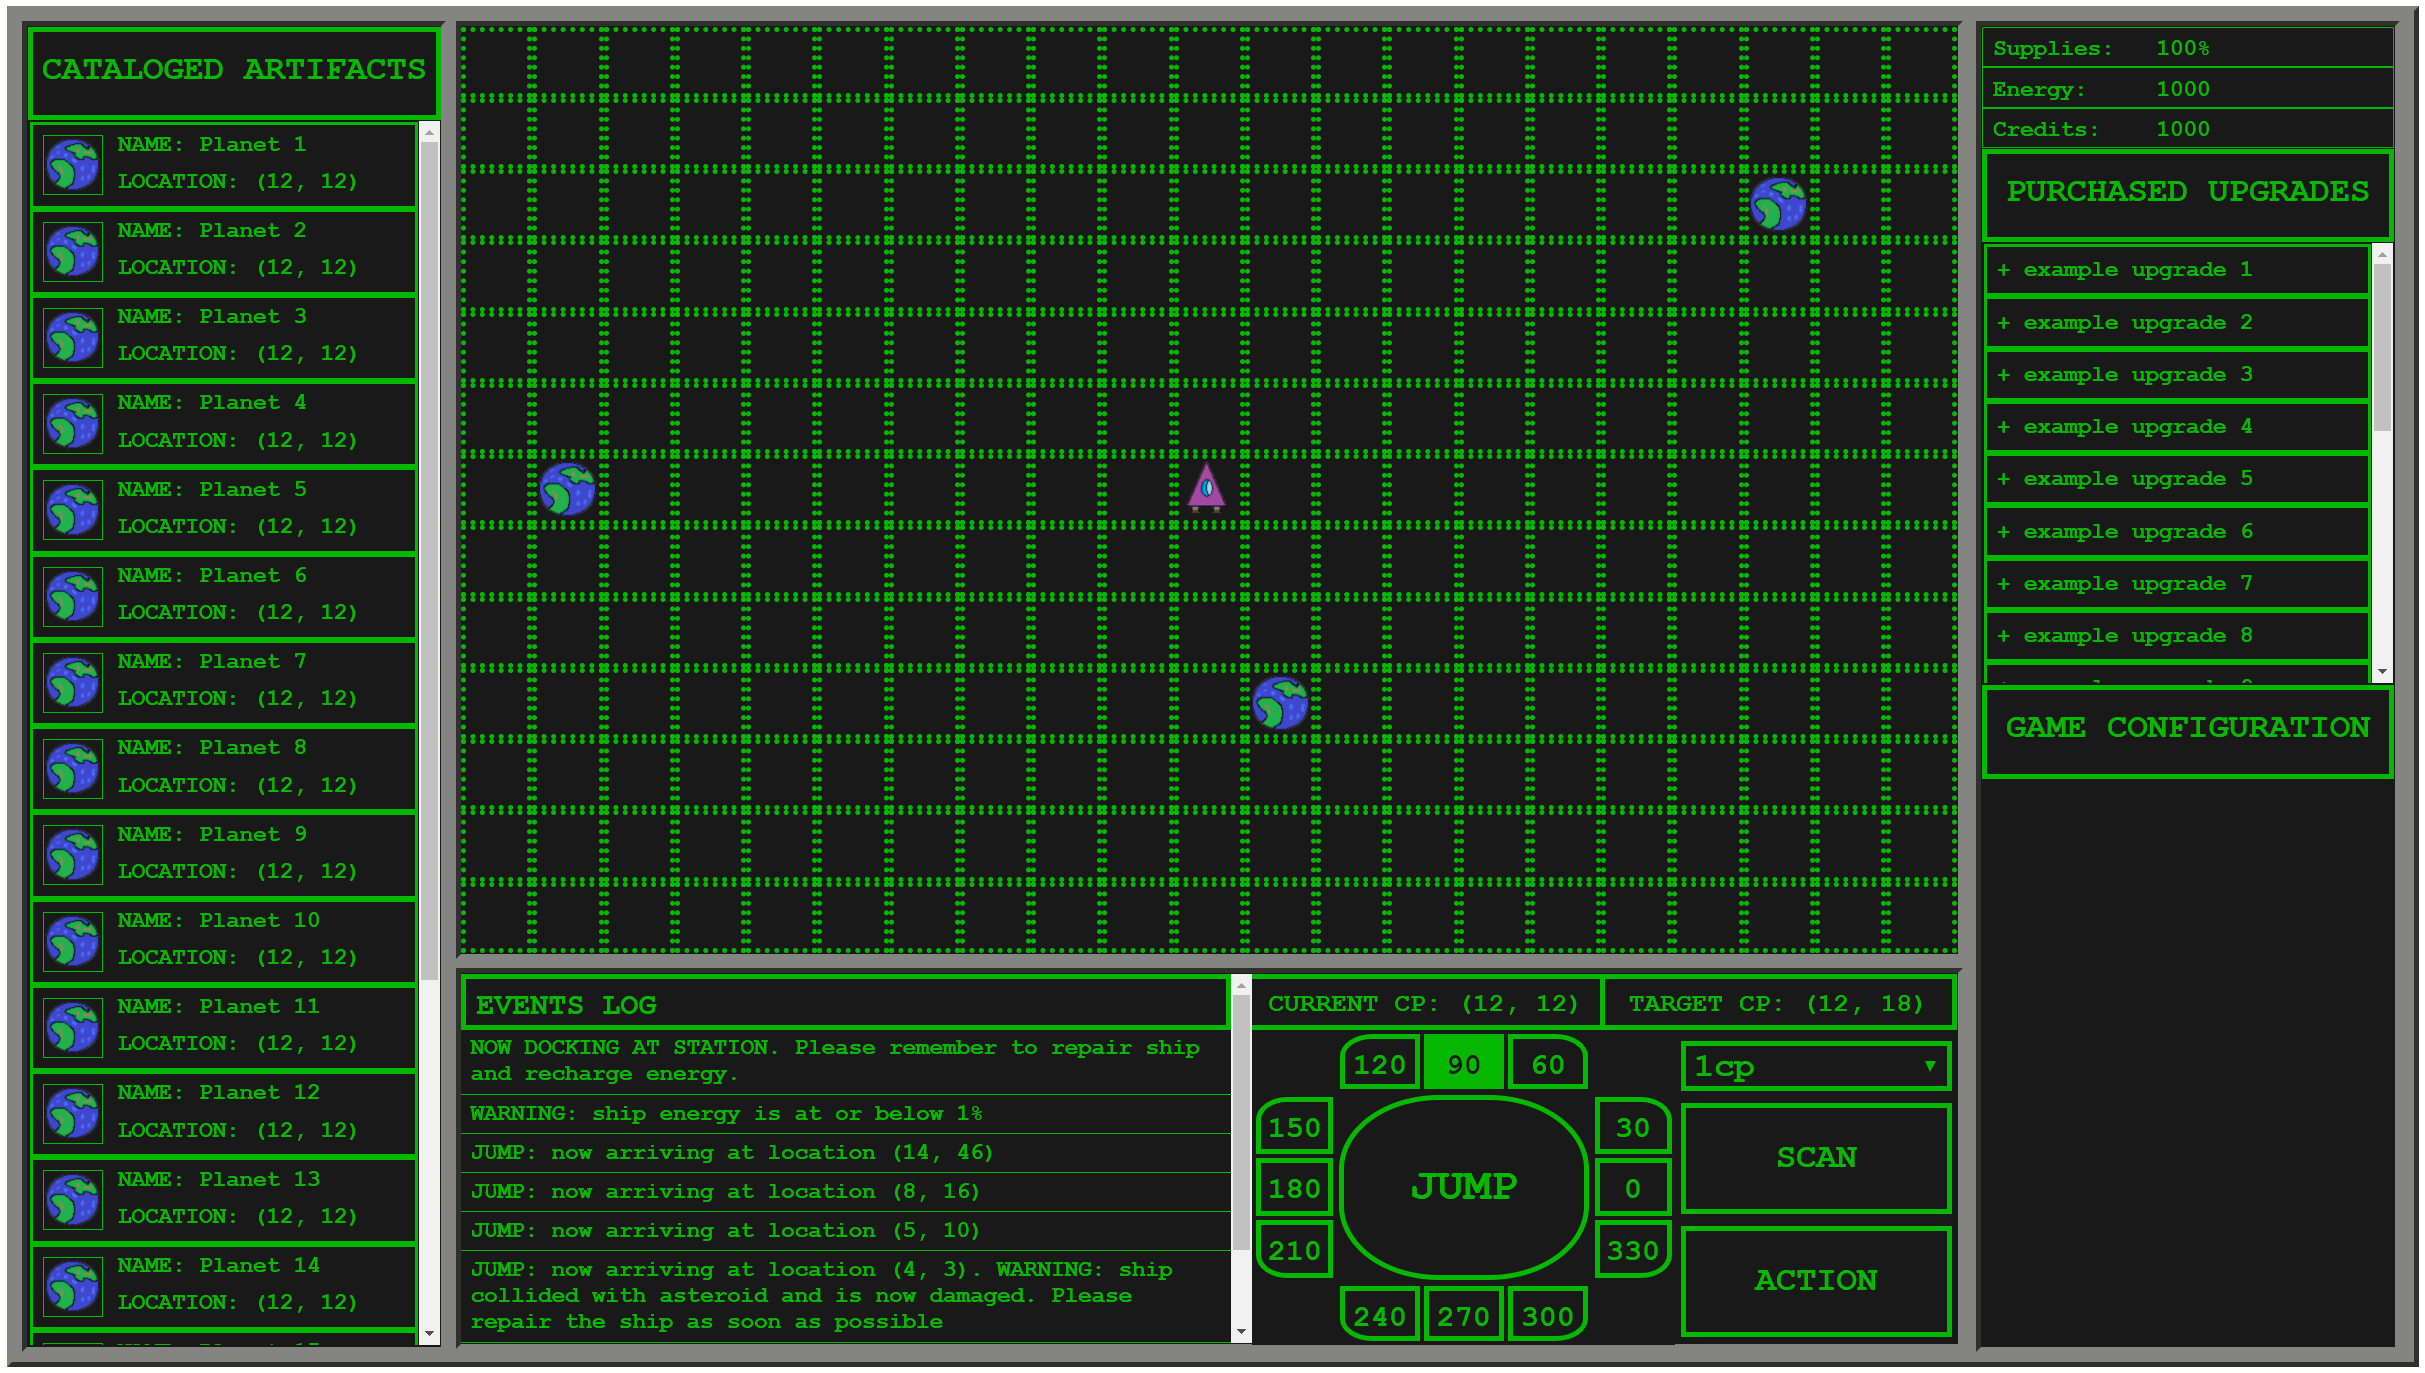 CATALOGED ARTIFACTS
NAME: Planet 1
LOCATION: (12, 12)
NAME: Planet 2
LOCATION: (12, 12)
NAME: Planet 3
LOCATION: (12, 12)
NAME: Planet 4
LOCATION: (12, 12)
NAME: Planet 5
LOCATION: (12, 12)
NAME: Planet 6
LOCATION: (12, 12)
NAME: Planet 7
LOCATION: (12, 12)
NAME: Planet 8
LOCATION: (12, 12)
NAME: Planet 9
LOCATION: (12, 12)
NAME: Planet 10
LOCATION: (12, 12)
NAME: Planet 11
LOCATION: (12, 12)
NAME: Planet 12
LOCATION: (12, 12)
NAME: Planet 13
LOCATION: (12, 12)
NAME: Planet 14
LOCATION: (12, 12)
EVENTS LOG
NOW DOCKING AT STATION. Please remember to repair ship
and recharge energy.
WARNING: ship energy is at or below 1%
JUMP: now arriving at location (14, 46)
JUMP: now arriving at location (8, 16)
JUMP: now arriving at location (5, 10)
JUMP: now arriving at location (4, 3). WARNING: ship
collided with asteroid and is now damaged. Please
repair the ship as soon as possible
CURRENT CP: (12, 12)
TARGET CP: (12, 18)
120 90 60
150 30
180 JUMP 0
210 330
240 270 300
1cp
SCAN
ACTION
Supplies: 100%
Energy: 1000
Credits: 1000
PURCHASED UPGRADES
+ example upgrade 1
+ example upgrade 2
+ example upgrade 3
+ example upgrade 4
+ example upgrade 5
+ example upgrade 6
+ example upgrade 7
+ example upgrade 8
GAME CONFIGURATION